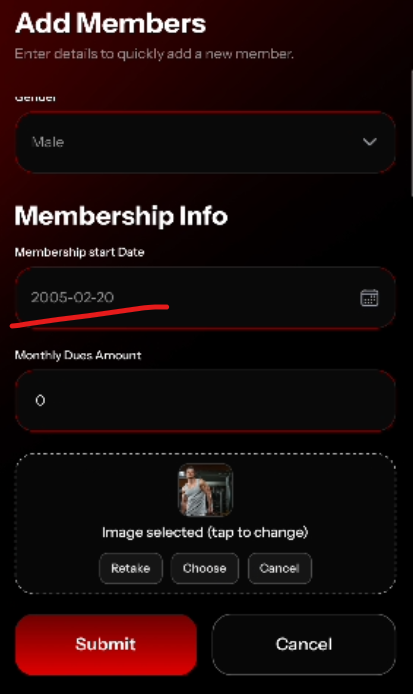 Add Members
Enter details to quickly add a new member.
Gender
Male
Membership Info
Membership start Date
2005-02-20
Monthly Dues Amount
0
Image selected (tap to change)
Retake Choose Cancel
Submit Cancel